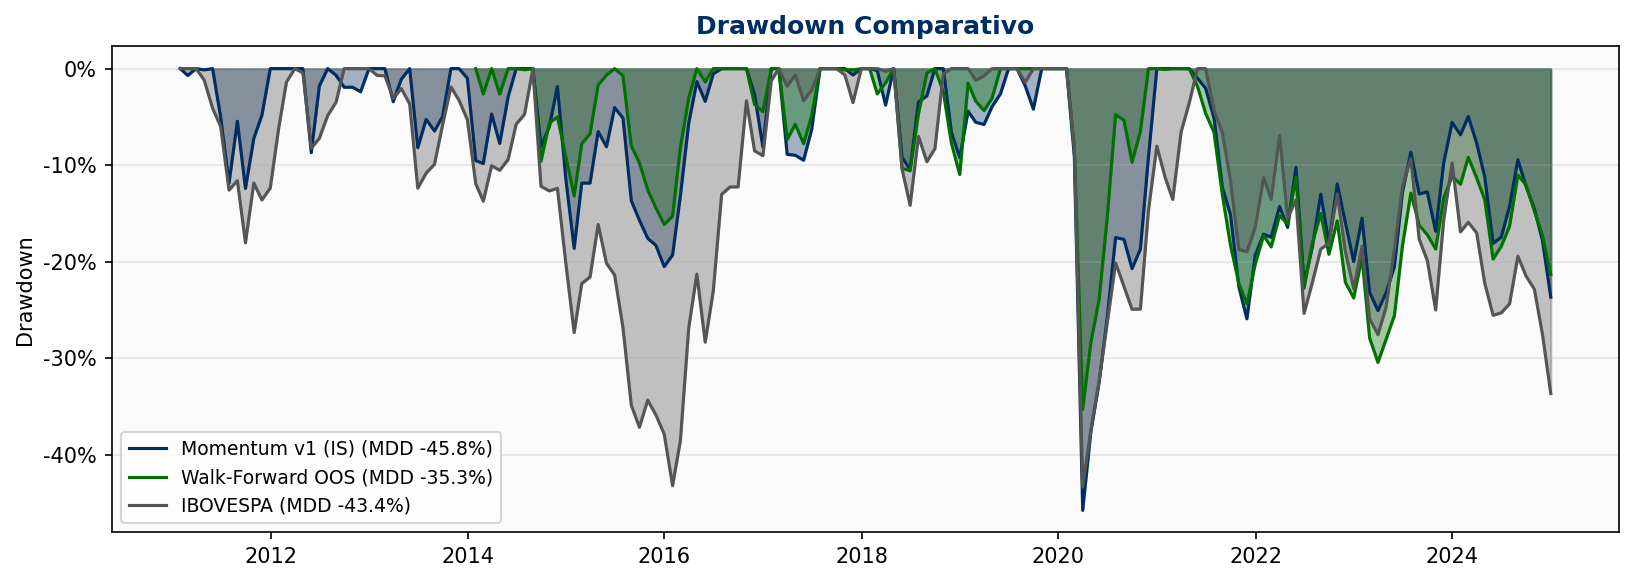 Drawdown Comparativo
Drawdown
0%
-10%
-20%
-30%
-40%
Momentum v1 (IS) (MDD -45.8%)
Walk-Forward OOS (MDD -35.3%)
IBOVESPA (MDD -43.4%)
2012 2014 2016 2018 2020 2022 2024